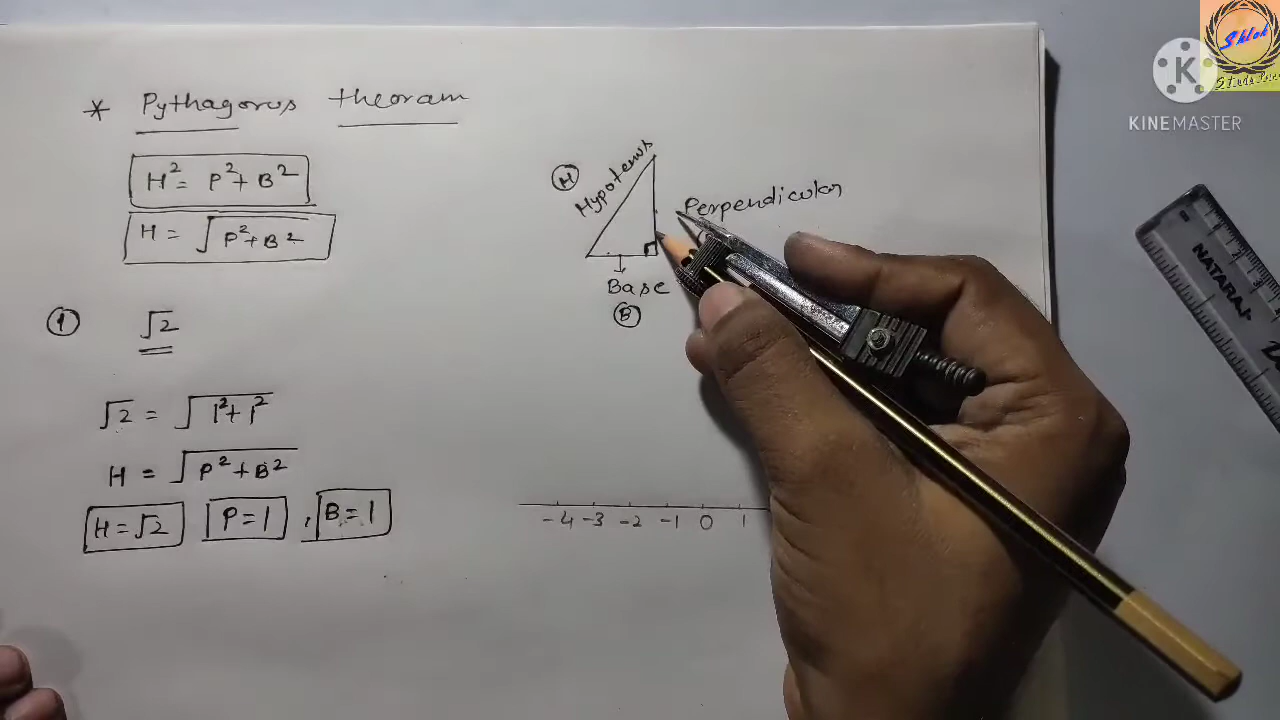 * Pythagorus theoram
H² = P² + B²
H = √P² + B²
① √2
√2 = √1² + 1²
H = √P² + B²
H = √2 P = 1 , B = 1
Ⓗ
Hypotenus
Perpendicular
Base
Ⓑ
-4 -3 -2 -1 0 1
NATARAJ
KINEMASTER
K
Shlok